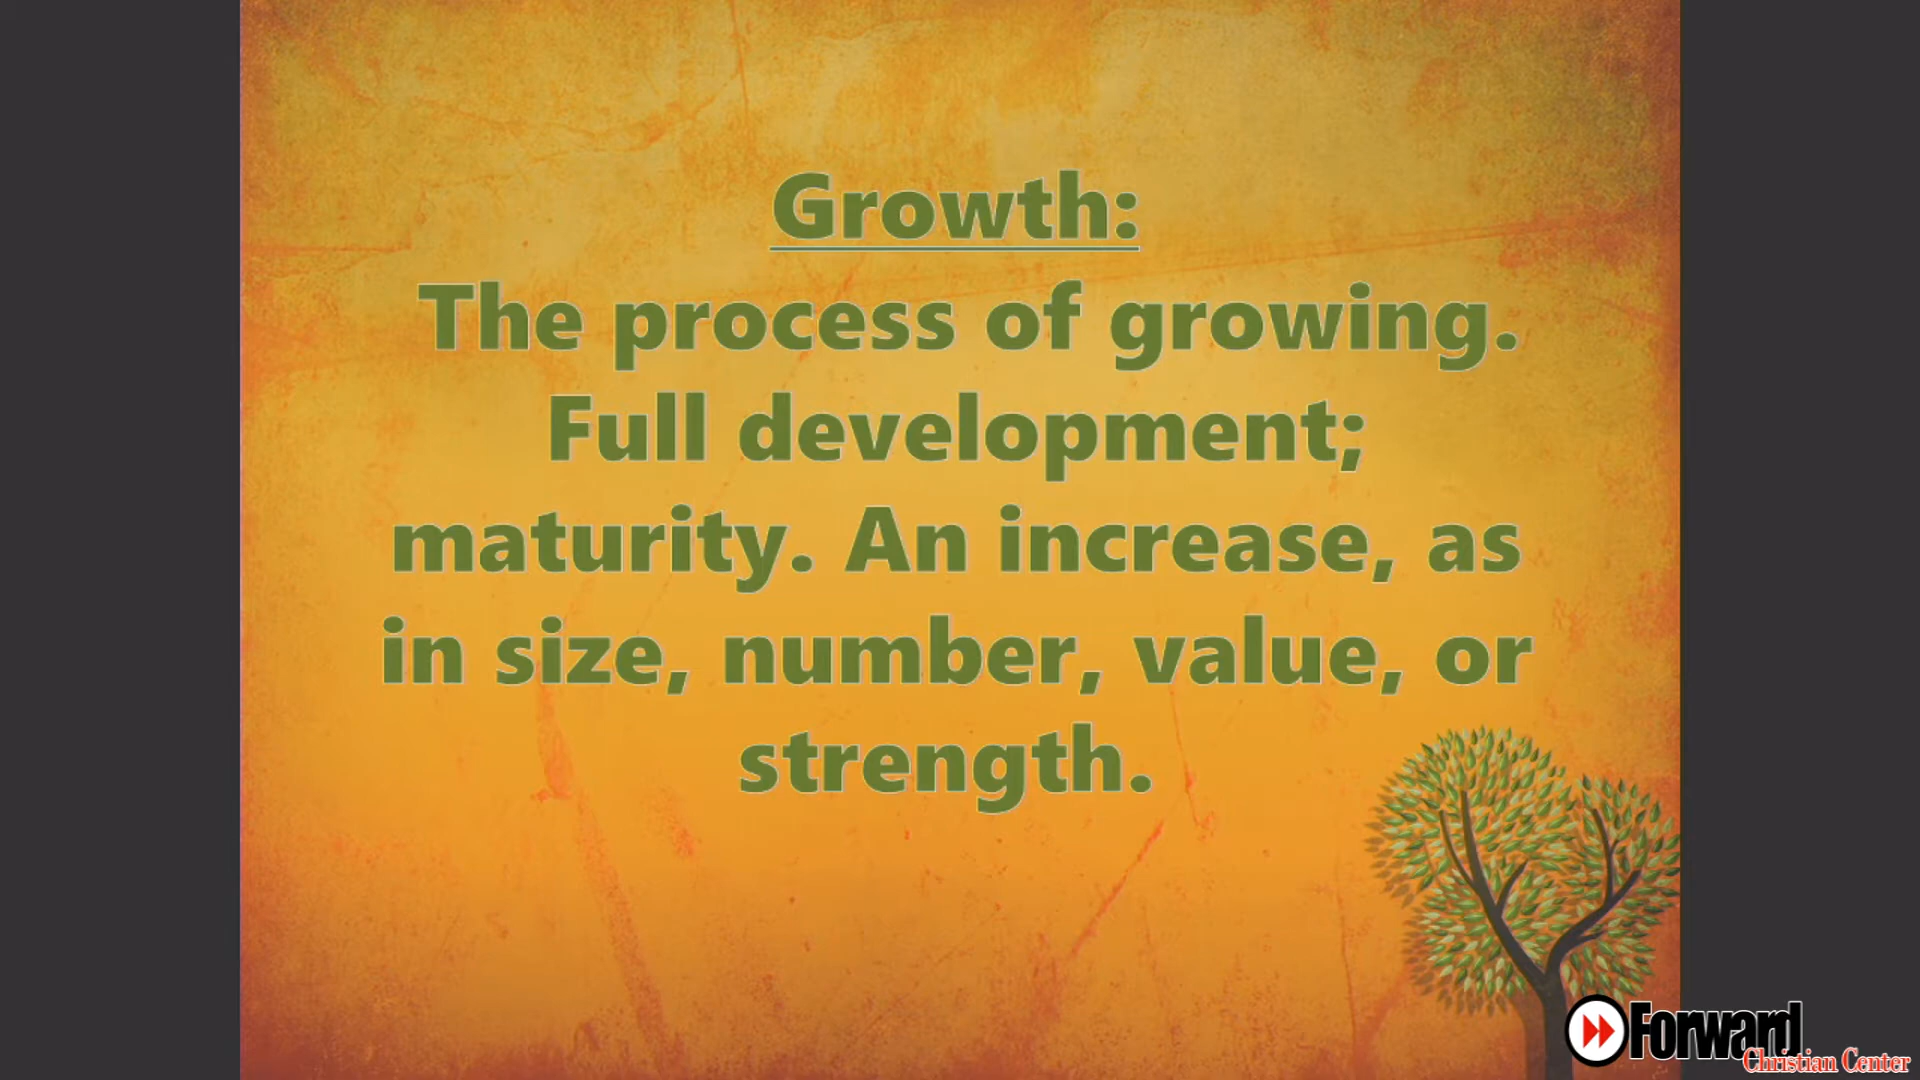 Growth:
The process of growing.
Full development;
maturity. An increase, as
in size, number, value, or
strength.
Forward
Christian Center